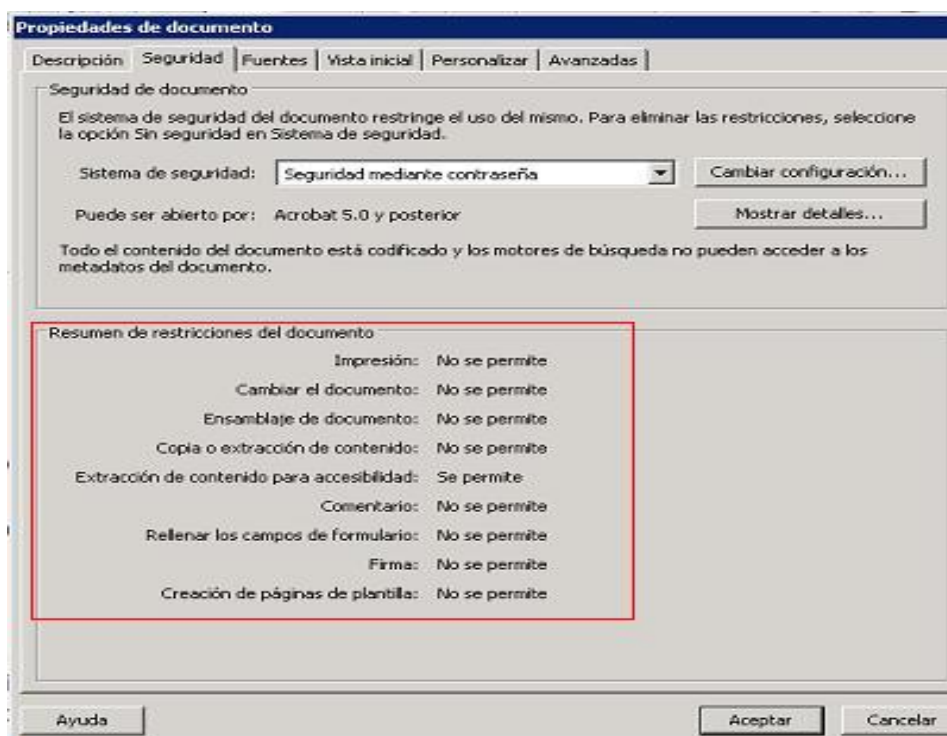 Propiedades de documento
Descripción Seguridad Fuentes Vista inicial Personalizar Avanzadas
Seguridad de documento
El sistema de seguridad del documento restringe el uso del mismo. Para eliminar las restricciones, seleccione
la opción Sin seguridad en Sistema de seguridad.
Sistema de seguridad: Seguridad mediante contraseña Cambiar configuración...
Puede ser abierto por: Acrobat 5.0 y posterior Mostrar detalles...
Todo el contenido del documento está codificado y los motores de búsqueda no pueden acceder a los
metadatos del documento.
Resumen de restricciones del documento
Impresión: No se permite
Cambiar el documento: No se permite
Ensamblaje de documento: No se permite
Copia o extracción de contenido: No se permite
Extracción de contenido para accesibilidad: Se permite
Comentario: No se permite
Rellenar los campos de formulario: No se permite
Firma: No se permite
Creación de páginas de plantilla: No se permite
Ayuda Aceptar Cancelar